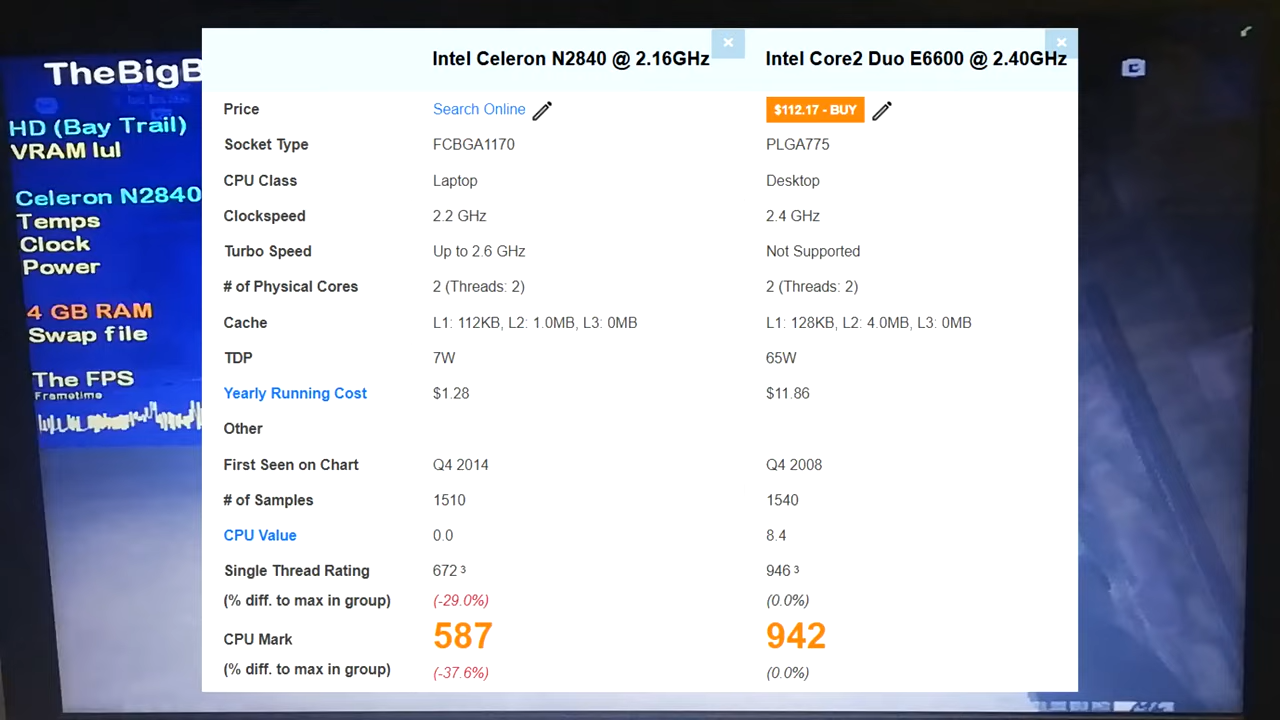 TheBigB
HD (Bay Trail)
VRAM lul
Celeron N2840
Temps
Clock
Power
4 GB RAM
Swap file
The FPS
Frametime
Intel Celeron N2840 @ 2.16GHz Intel Core2 Duo E6600 @ 2.40GHz
Price Search Online $112.17 - BUY
Socket Type FCBGA1170 PLGA775
CPU Class Laptop Desktop
Clockspeed 2.2 GHz 2.4 GHz
Turbo Speed Up to 2.6 GHz Not Supported
# of Physical Cores 2 (Threads: 2) 2 (Threads: 2)
Cache L1: 112KB, L2: 1.0MB, L3: 0MB L1: 128KB, L2: 4.0MB, L3: 0MB
TDP 7W 65W
Yearly Running Cost $1.28 $11.86
Other
First Seen on Chart Q4 2014 Q4 2008
# of Samples 1510 1540
CPU Value 0.0 8.4
Single Thread Rating 672 3 946 3
(% diff. to max in group) (-29.0%) (0.0%)
CPU Mark 587 942
(% diff. to max in group) (-37.6%) (0.0%)